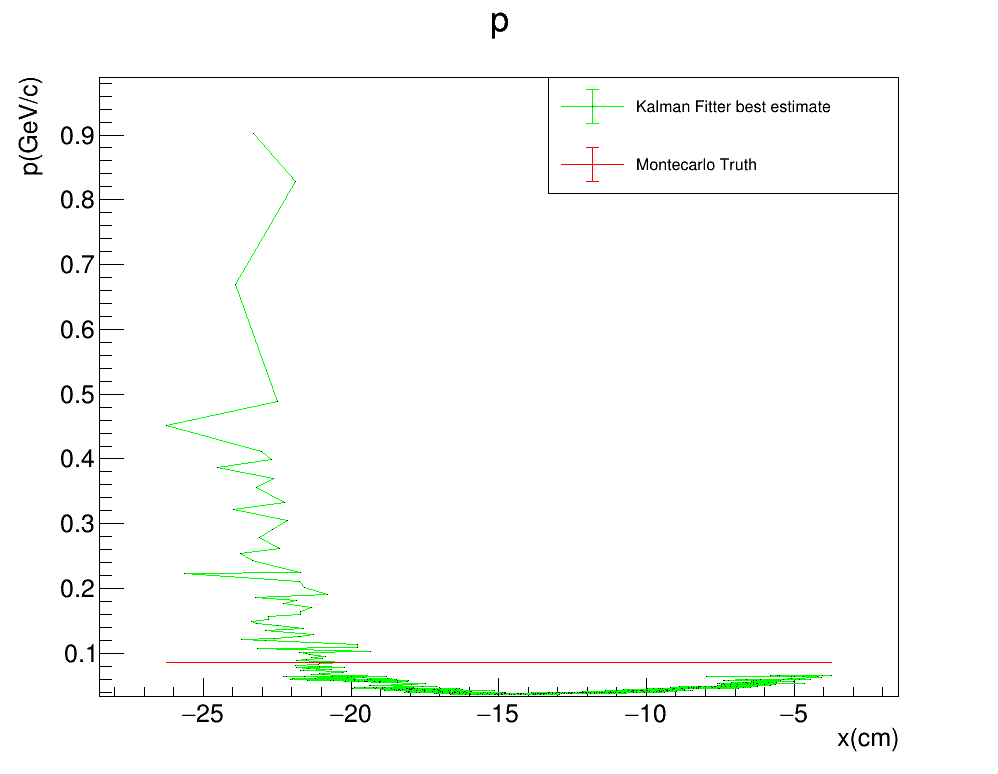 p
p(GeV/c)
Kalman Fitter best estimate
Montecarlo Truth
0.9
0.8
0.7
0.6
0.5
0.4
0.3
0.2
0.1
−25 −20 −15 −10 −5
x(cm)